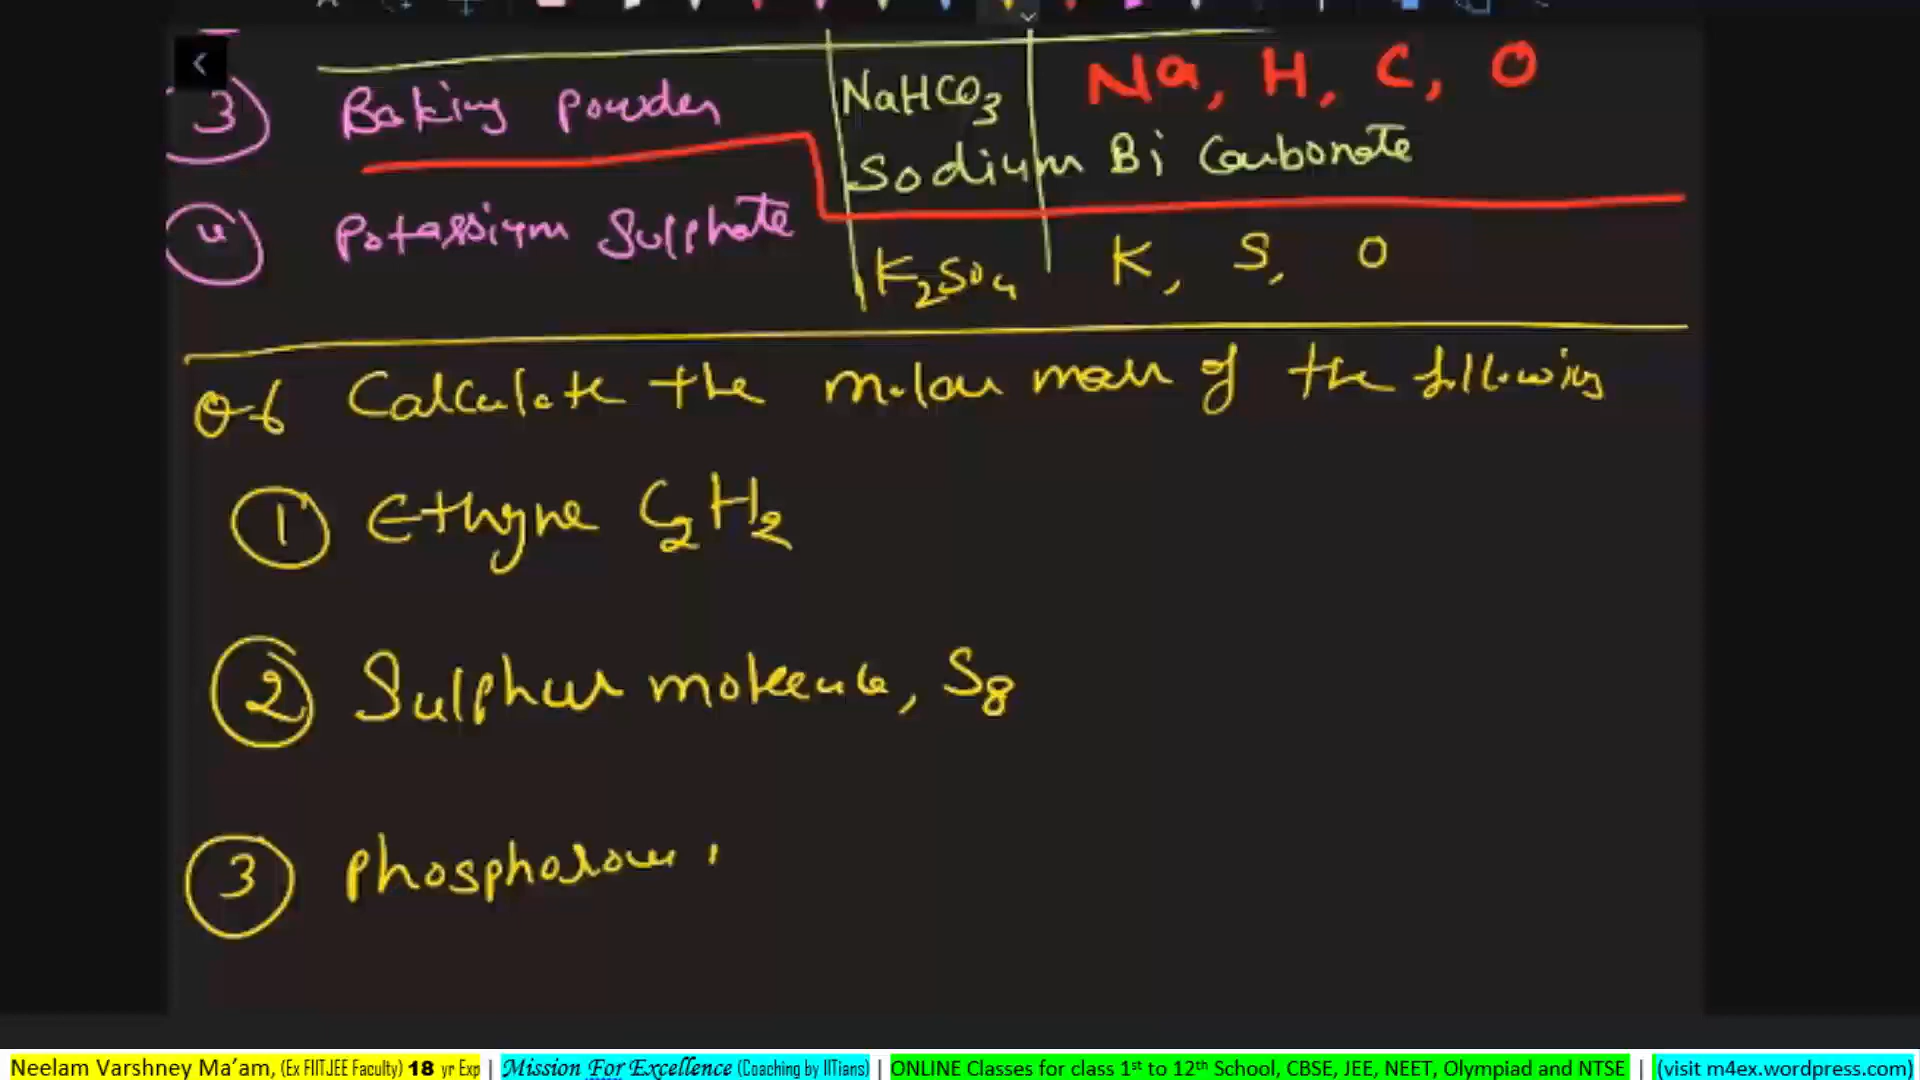 3 Baking Powder NaHCO3 Na, H, C, O
Sodium Bi Carbonate
4 Potassium Sulphate K2SO4 K, S, O
Q6 Calculate the molar mass of the following
1 Ethyne C2H2
2 Sulphur molecule, S8
3 Phosphorous
Neelam Varshney Ma’am, (Ex FIITJEE Faculty) 18 yr Exp | Mission For Excellence (Coaching by IITians) | ONLINE Classes for class 1st to 12th School, CBSE, JEE, NEET, Olympiad and NTSE | (visit m4ex.wordpress.com)